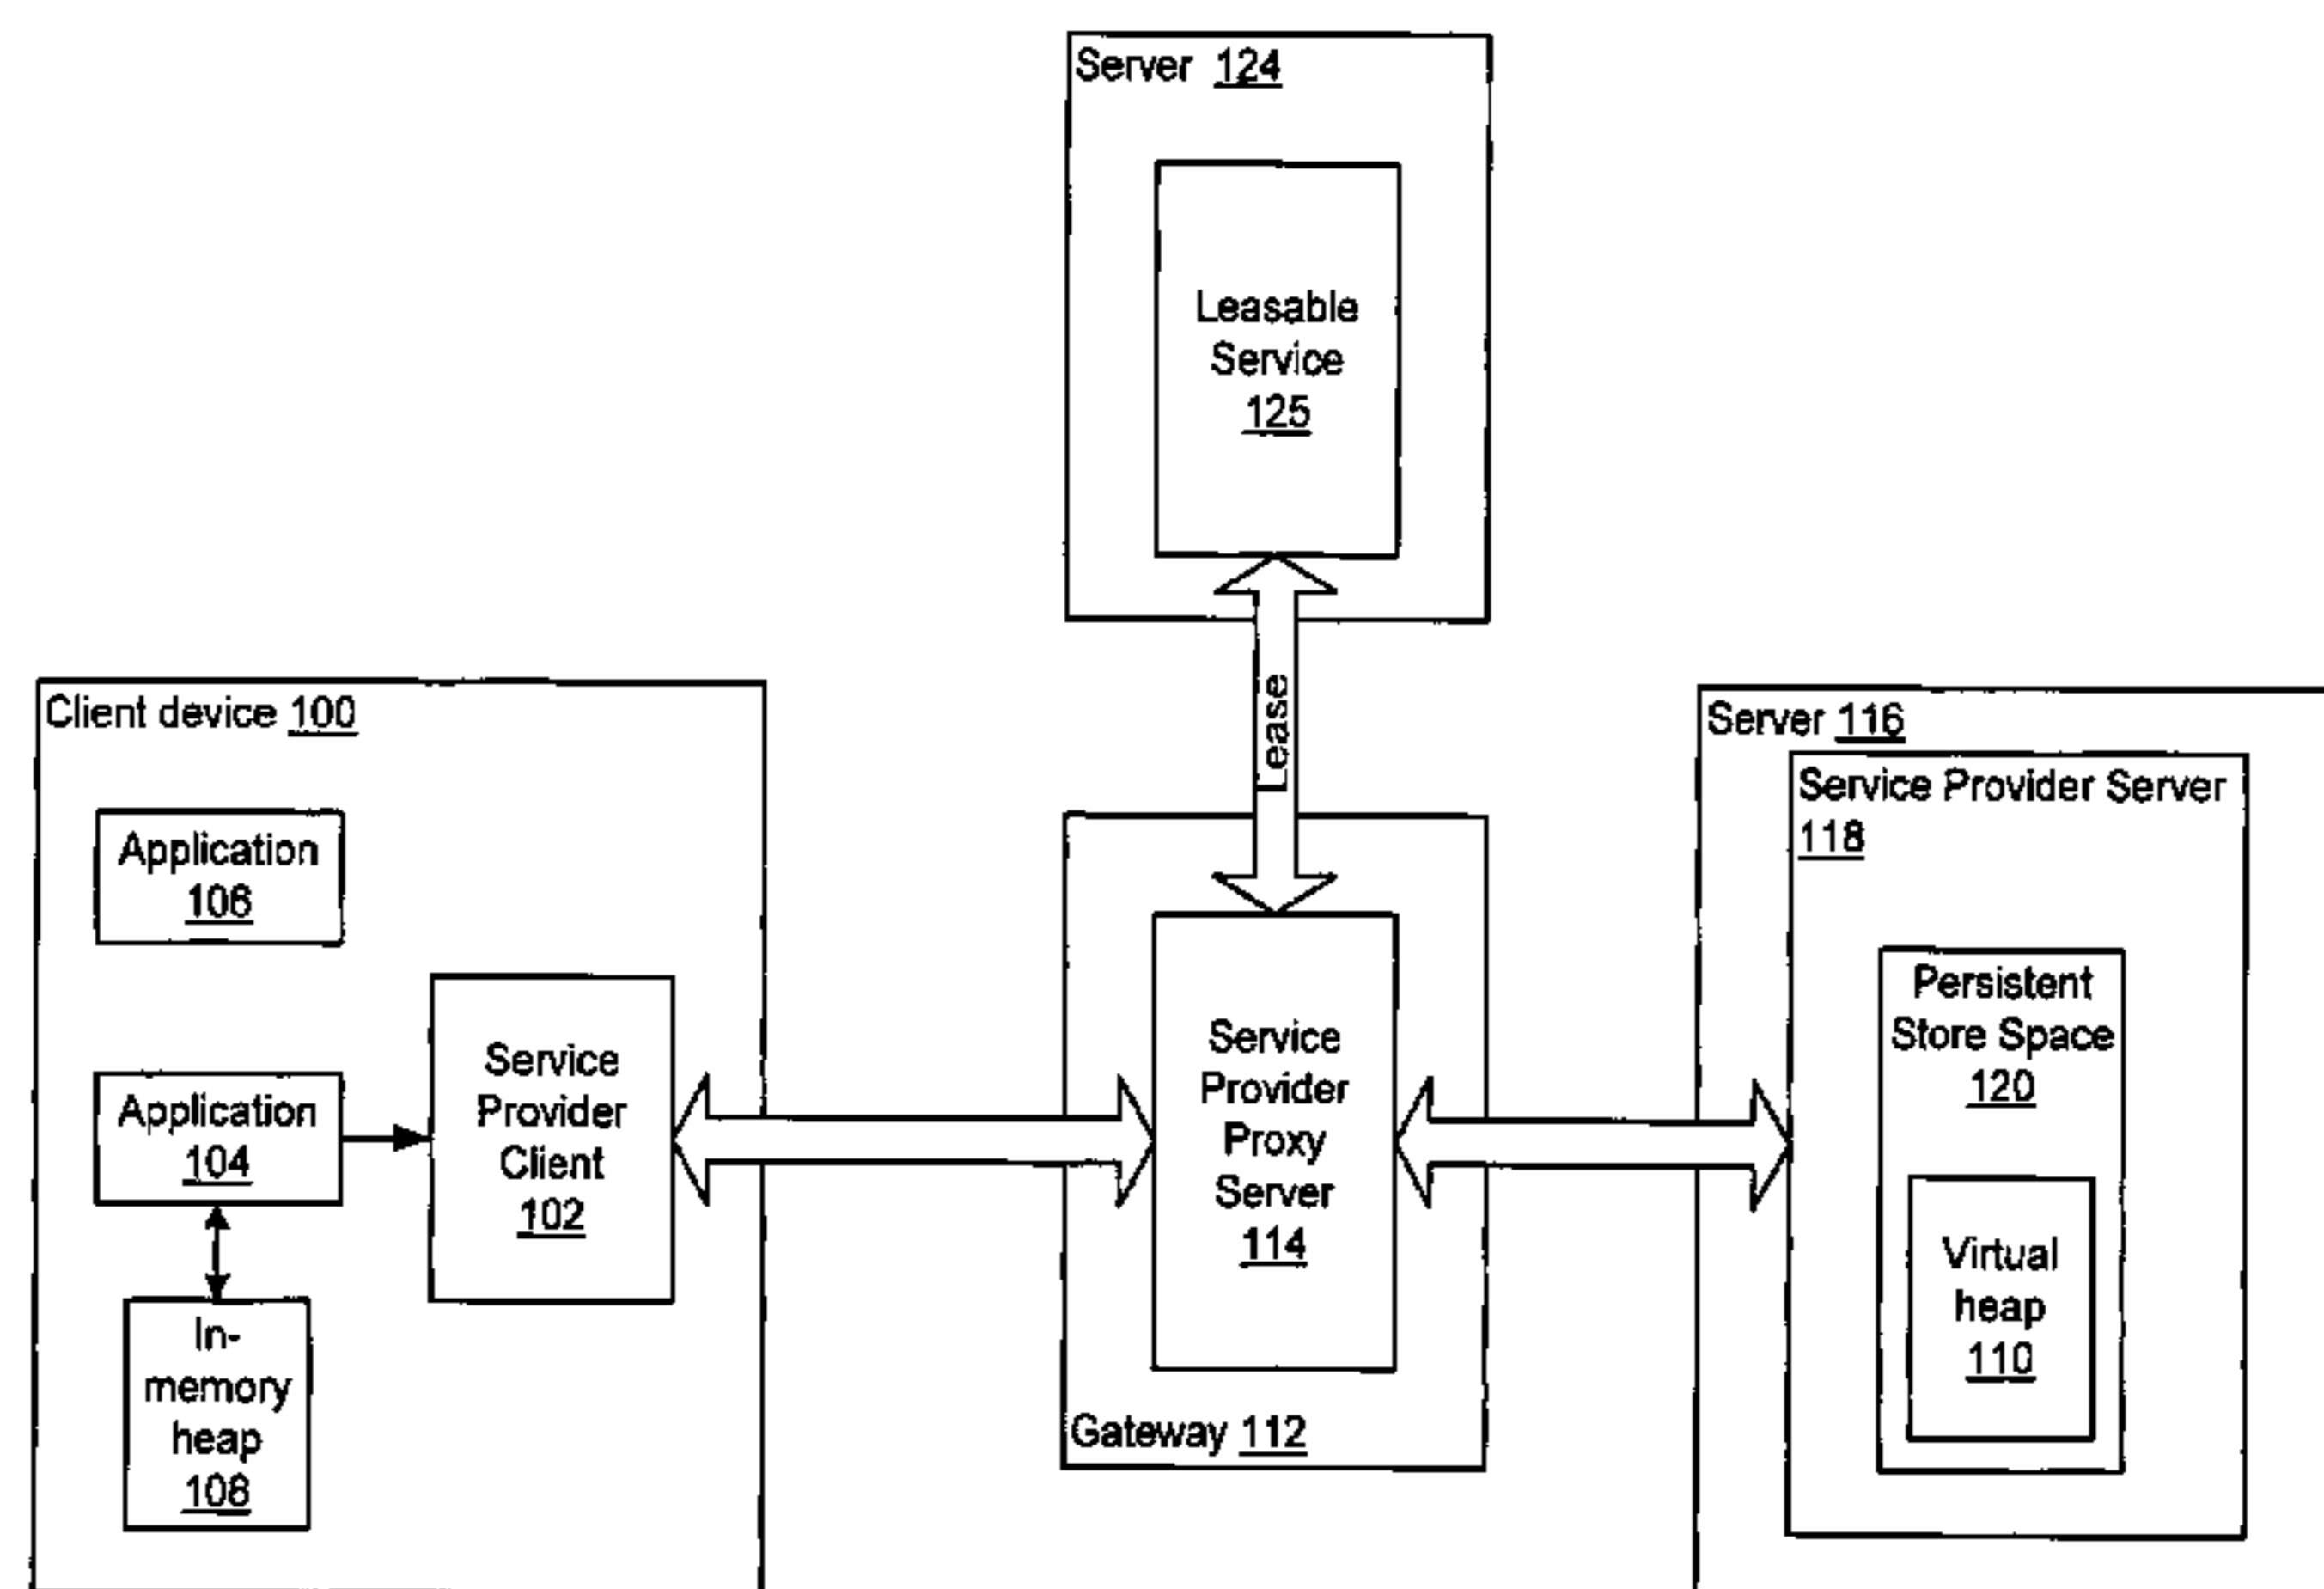 Server 124
Leasable
Service
125
Lease
Client device 100
Application
106
Application
104
In-
memory
heap
108
Service
Provider
Client
102
Service
Provider
Proxy
Server
114
Gateway 112
Server 116
Service Provider Server
118
Persistent
Store Space
120
Virtual
heap
110